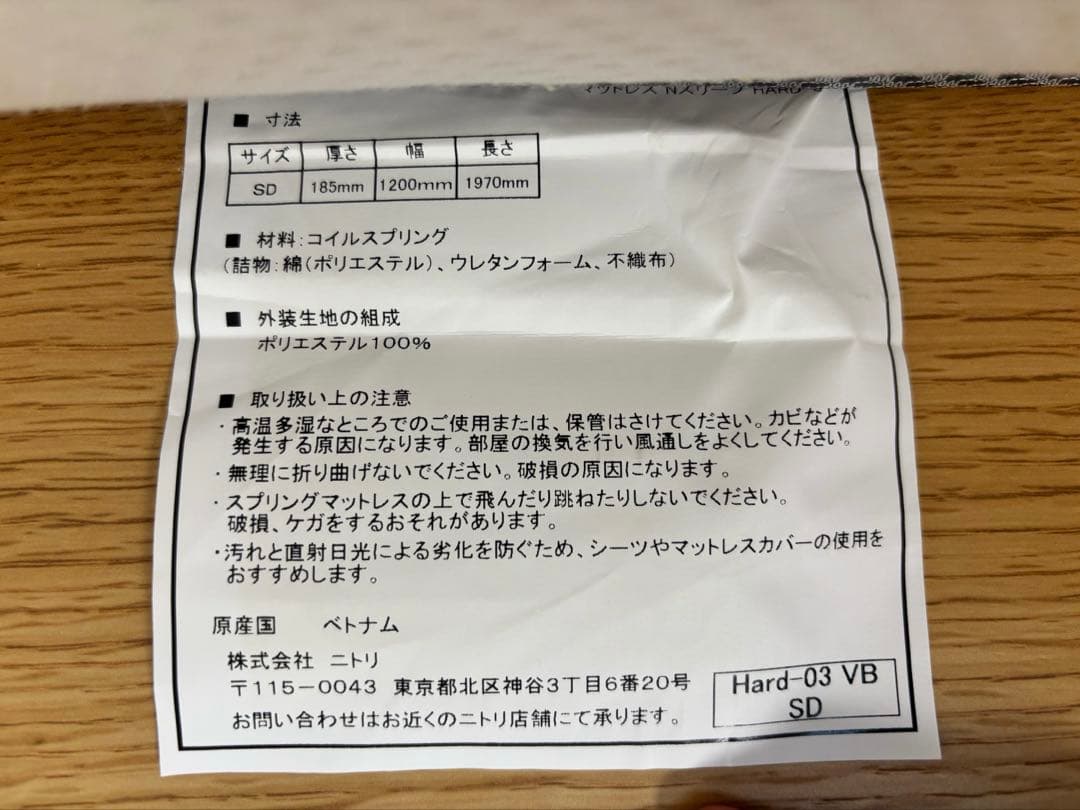 マットレス Nスリープ HARD
■ 寸法
サイズ 厚さ 幅 長さ
SD 185mm 1200mm 1970mm
■ 材料:コイルスプリング
(詰物:綿(ポリエステル)、ウレタンフォーム、不織布)
■ 外装生地の組成
ポリエステル100%
■ 取り扱い上の注意
・高温多湿なところでのご使用または、保管はさけてください。カビなどが
発生する原因になります。部屋の換気を行い風通しをよくしてください。
・無理に折り曲げないでください。破損の原因になります。
・スプリングマットレスの上で飛んだり跳ねたりしないでください。
破損、ケガをするおそれがあります。
・汚れと直射日光による劣化を防ぐため、シーツやマットレスカバーの使用を
おすすめします。
原産国 ベトナム
株式会社 ニトリ
〒115-0043 東京都北区神谷3丁目6番20号
お問い合わせはお近くのニトリ店舗にて承ります。
Hard-03 VB
SD